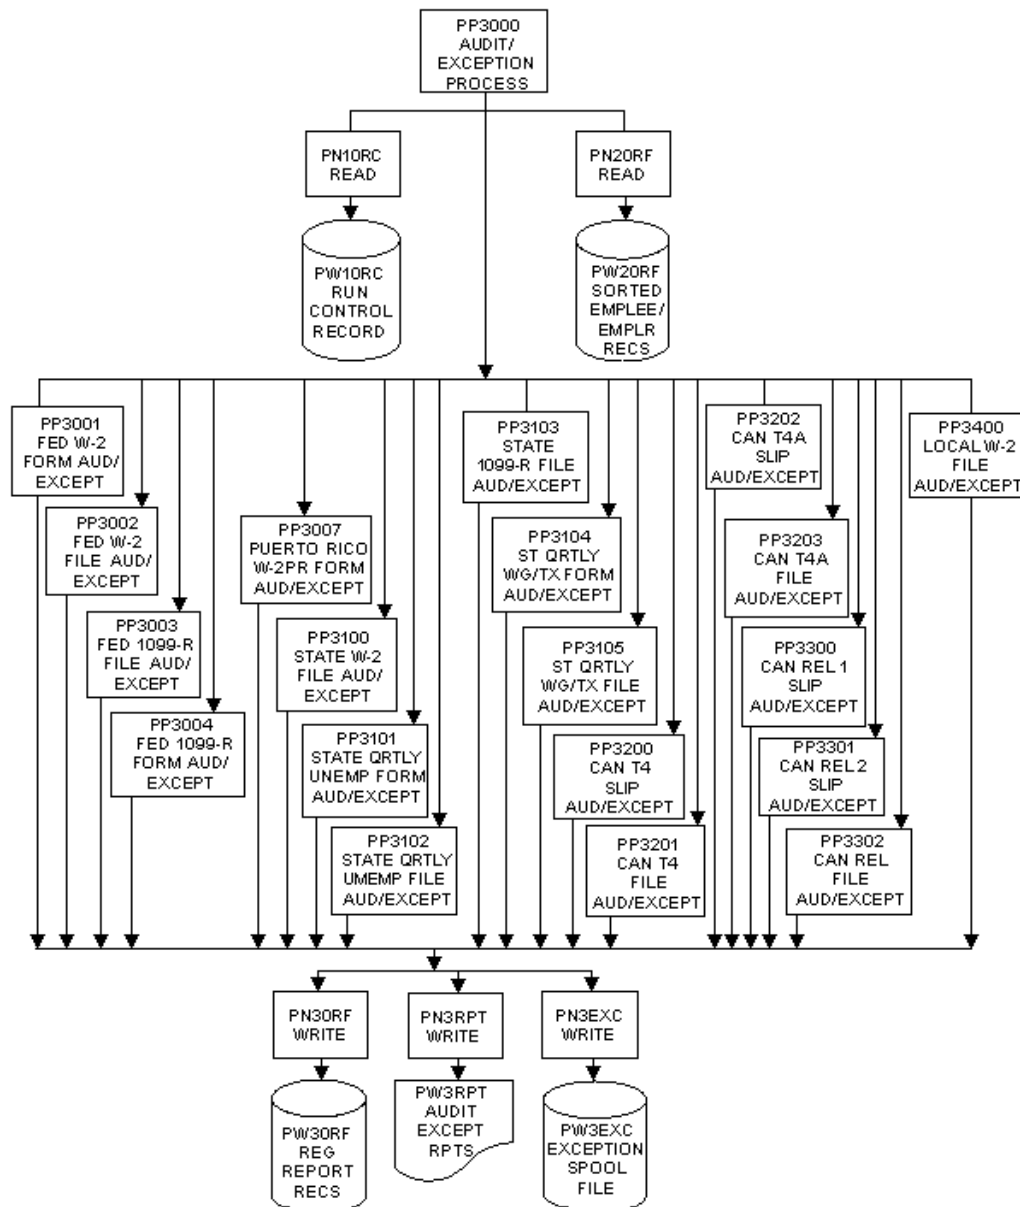 PP3000
AUDIT/
EXCEPTION
PROCESS
PN10RC
READ
PN20RF
READ
PW10RC
RUN
CONTROL
RECORD
PW20RF
SORTED
EMPLEE/
EMPLR
RECS
PP3001
FED W-2
FORM AUD/
EXCEPT
PP3002
FED W-2
FILE AUD/
EXCEPT
PP3003
FED 1099-R
FILE AUD/
EXCEPT
PP3004
FED 1099-R
FORM AUD/
EXCEPT
PP3007
PUERTO RICO
W-2PR FORM
AUD/EXCEPT
PP3100
STATE W-2
FILE AUD/
EXCEPT
PP3101
STATE QRTLY
UNEMP FORM
AUD/EXCEPT
PP3102
STATE QRTLY
UMEMP FILE
AUD/EXCEPT
PP3103
STATE
1099-R FILE
AUD/EXCEPT
PP3104
ST QRTLY
WG/TX FORM
AUD/EXCEPT
PP3105
ST QRTLY
WG/TX FILE
AUD/EXCEPT
PP3200
CAN T4
SLIP
AUD/EXCEPT
PP3201
CAN T4
FILE
AUD/EXCEPT
PP3202
CAN T4A
SLIP
AUD/EXCEPT
PP3203
CAN T4A
FILE
AUD/EXCEPT
PP3300
CAN REL 1
SLIP
AUD/EXCEPT
PP3301
CAN REL 2
SLIP
AUD/EXCEPT
PP3302
CAN REL
FILE
AUD/EXCEPT
PP3400
LOCAL W-2
FILE
AUD/EXCEPT
PN30RF
WRITE
PN3RPT
WRITE
PN3EXC
WRITE
PW30RF
REG
REPORT
RECS
PW3RPT
AUDIT
EXCEPT
RPTS
PW3EXC
EXCEPTION
SPOOL
FILE